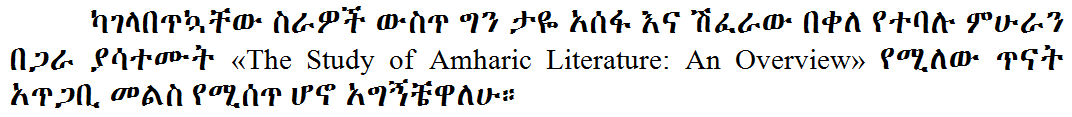 ካገላበጥኳቸው ስራዎች ውስጥ ግን ታዬ አሰፋ እና ሽፈራው በቀለ የተባሉ ምሁራን
በጋራ ያሳተሙት «The Study of Amharic Literature: An Overview» የሚለው ጥናት
አጥጋቢ መልስ የሚሰጥ ሆኖ አግኝቼዋለሁ።